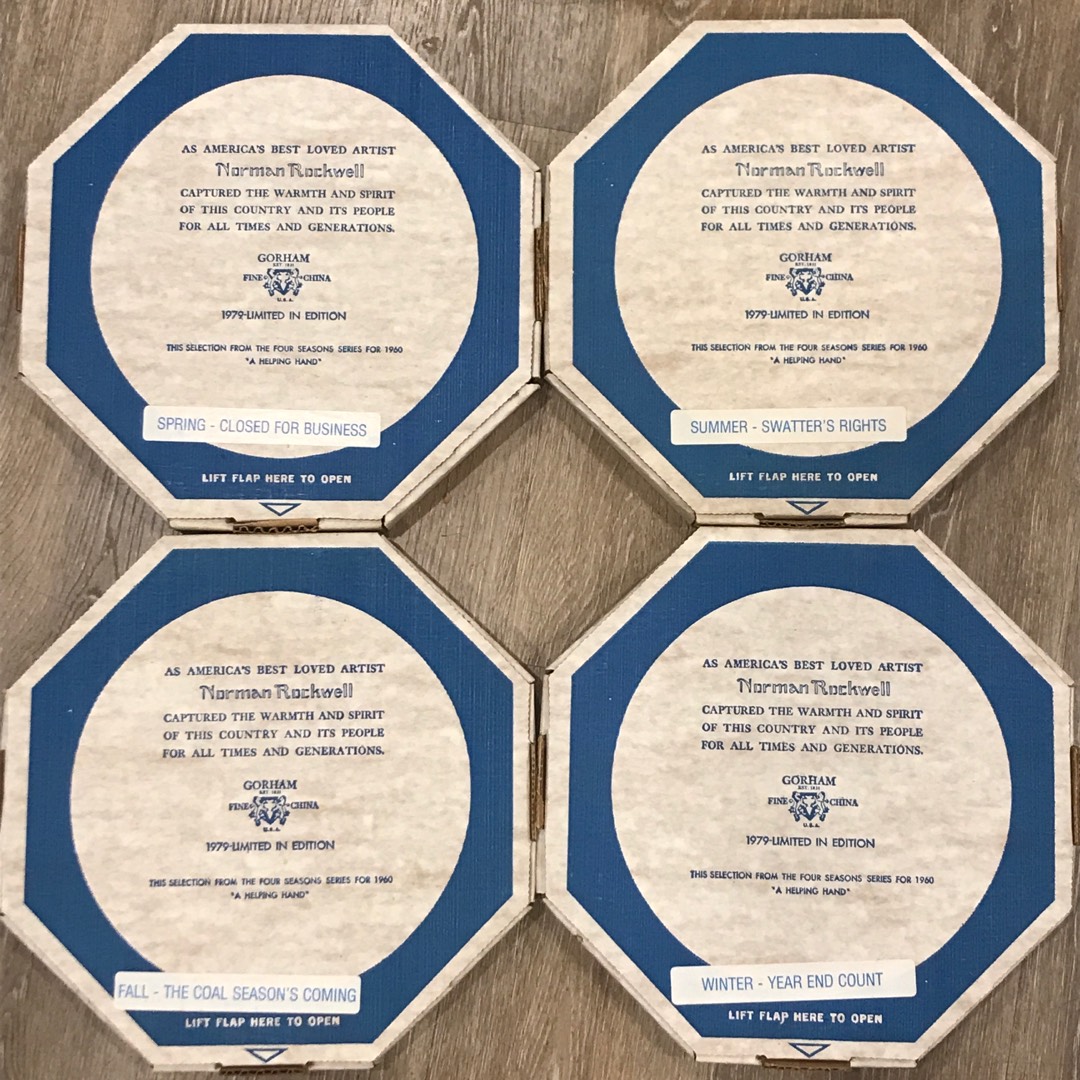 AS AMERICA'S BEST LOVED ARTIST
Norman Rockwell
CAPTURED THE WARMTH AND SPIRIT
OF THIS COUNTRY AND ITS PEOPLE
FOR ALL TIMES AND GENERATIONS.
GORHAM
EST. 1831
FINE CHINA
U.S.A.
1979-LIMITED IN EDITION
THIS SELECTION FROM THE FOUR SEASONS SERIES FOR 1960
"A HELPING HAND"
SPRING - CLOSED FOR BUSINESS
LIFT FLAP HERE TO OPEN
AS AMERICA'S BEST LOVED ARTIST
Norman Rockwell
CAPTURED THE WARMTH AND SPIRIT
OF THIS COUNTRY AND ITS PEOPLE
FOR ALL TIMES AND GENERATIONS.
GORHAM
EST. 1831
FINE CHINA
U.S.A.
1979-LIMITED IN EDITION
THIS SELECTION FROM THE FOUR SEASONS SERIES FOR 1960
"A HELPING HAND"
SUMMER - SWATTER'S RIGHTS
LIFT FLAP HERE TO OPEN
AS AMERICA'S BEST LOVED ARTIST
Norman Rockwell
CAPTURED THE WARMTH AND SPIRIT
OF THIS COUNTRY AND ITS PEOPLE
FOR ALL TIMES AND GENERATIONS.
GORHAM
EST. 1831
FINE CHINA
U.S.A.
1979-LIMITED IN EDITION
THIS SELECTION FROM THE FOUR SEASONS SERIES FOR 1960
"A HELPING HAND"
FALL - THE COAL SEASON'S COMING
LIFT FLAP HERE TO OPEN
AS AMERICA'S BEST LOVED ARTIST
Norman Rockwell
CAPTURED THE WARMTH AND SPIRIT
OF THIS COUNTRY AND ITS PEOPLE
FOR ALL TIMES AND GENERATIONS.
GORHAM
EST. 1831
FINE CHINA
U.S.A.
1979-LIMITED IN EDITION
THIS SELECTION FROM THE FOUR SEASONS SERIES FOR 1960
"A HELPING HAND"
WINTER - YEAR END COUNT
LIFT FLAP HERE TO OPEN